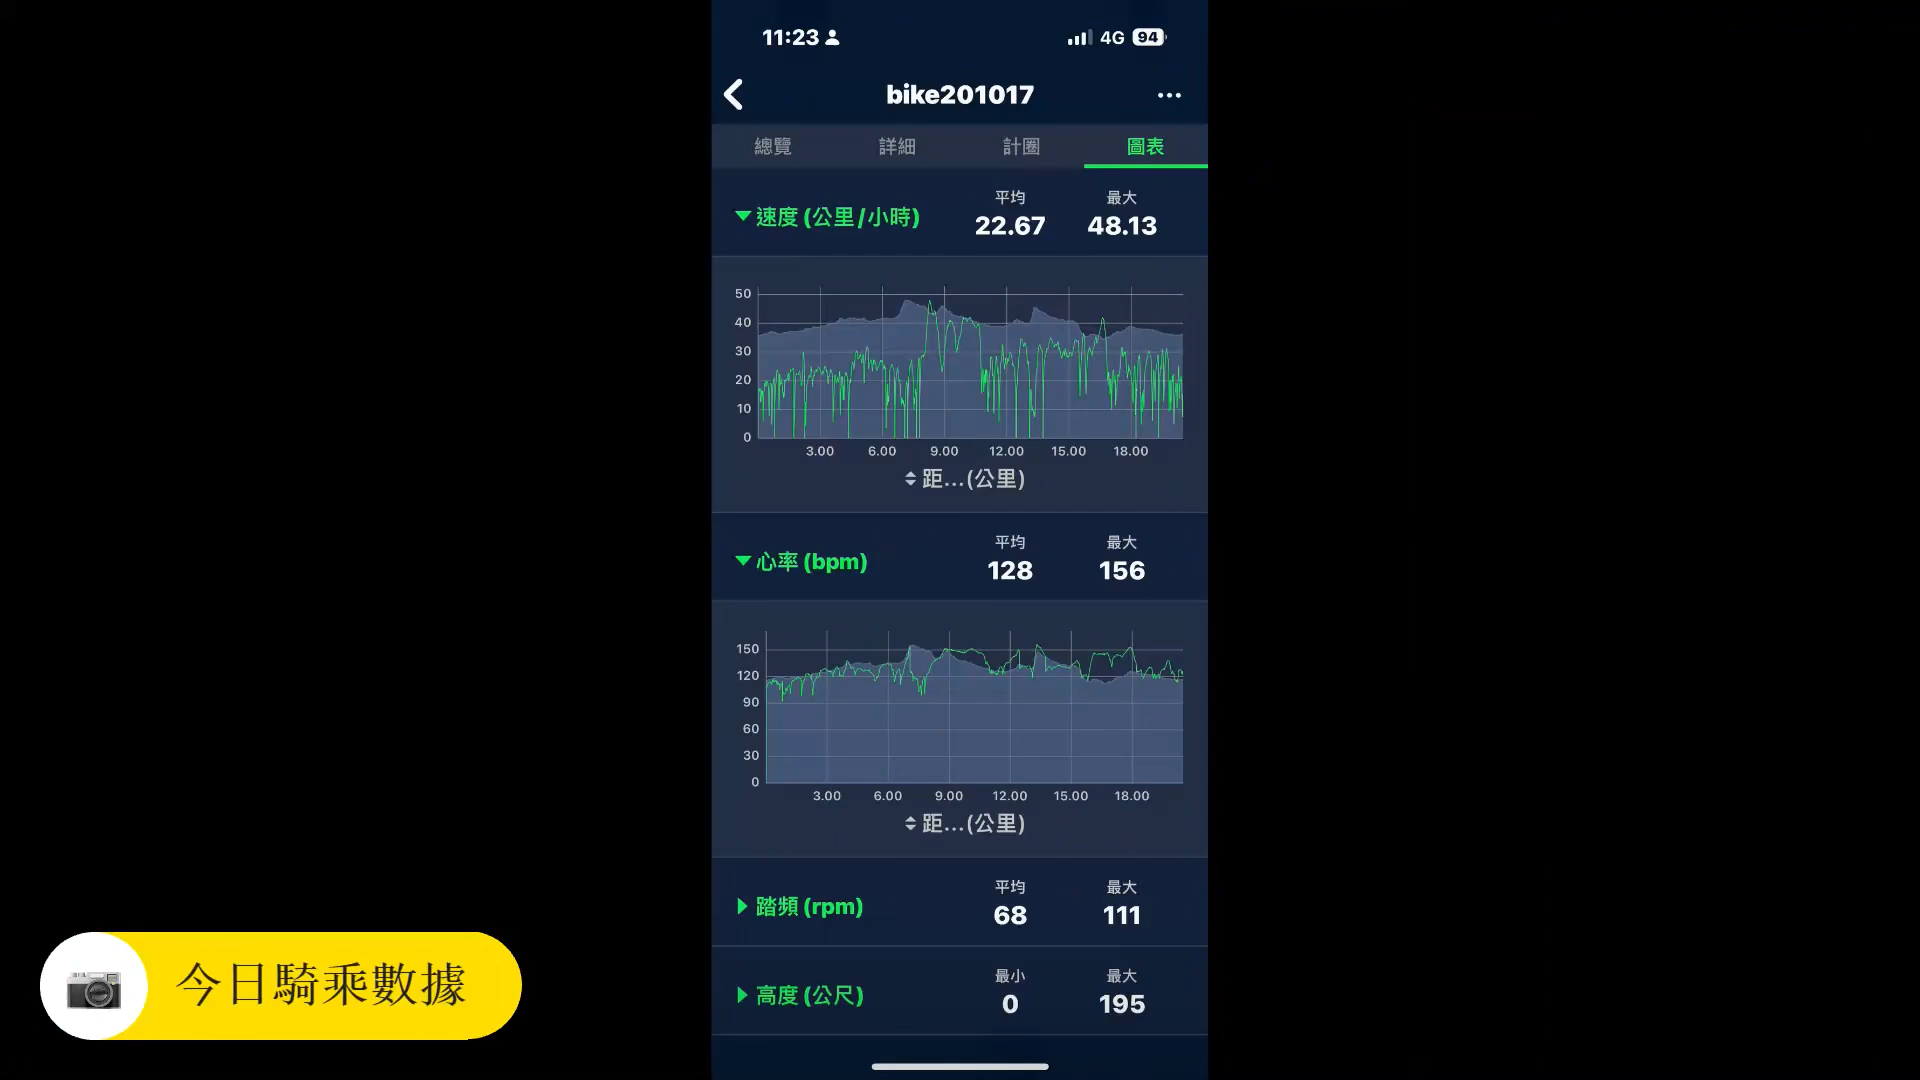 11:23
4G 94
bike201017
總覽 詳細 計圈 圖表
平均 最大
速度 (公里/小時) 22.67 48.13
50
40
30
20
10
0
3.00 6.00 9.00 12.00 15.00 18.00
距...(公里)
平均 最大
心率 (bpm) 128 156
150
120
90
60
30
0
3.00 6.00 9.00 12.00 15.00 18.00
距...(公里)
平均 最大
踏頻 (rpm) 68 111
最小 最大
高度 (公尺) 0 195
今日騎乘數據